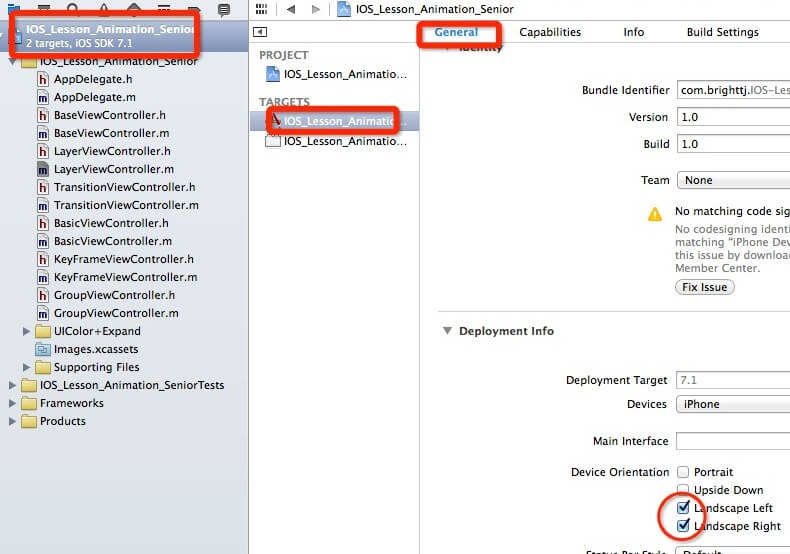 IOS_Lesson_Animation_Senior
2 targets, iOS SDK 7.1
IOS_Lesson_Animation_Senior
AppDelegate.h
AppDelegate.m
BaseViewController.h
BaseViewController.m
LayerViewController.h
LayerViewController.m
TransitionViewController.h
TransitionViewController.m
BasicViewController.h
BasicViewController.m
KeyFrameViewController.h
KeyFrameViewController.m
GroupViewController.h
GroupViewController.m
UIColor+Expand
Images.xcassets
Supporting Files
IOS_Lesson_Animation_SeniorTests
Frameworks
Products
IOS_Lesson_Animation_Senior
General Capabilities Info Build Settings
PROJECT
IOS_Lesson_Animatio...
TARGETS
IOS_Lesson_Animatio...
IOS_Lesson_Animatio...
Identity
Bundle Identifier com.brighttj.IOS-Les
Version 1.0
Build 1.0
Team None
No matching code sig
No codesigning identi
matching “iPhone Dev
this issue by download
Member Center.
Fix Issue
Deployment Info
Deployment Target 7.1
Devices iPhone
Main Interface
Device Orientation Portrait
Upside Down
Landscape Left
Landscape Right
Status Bar Style Default